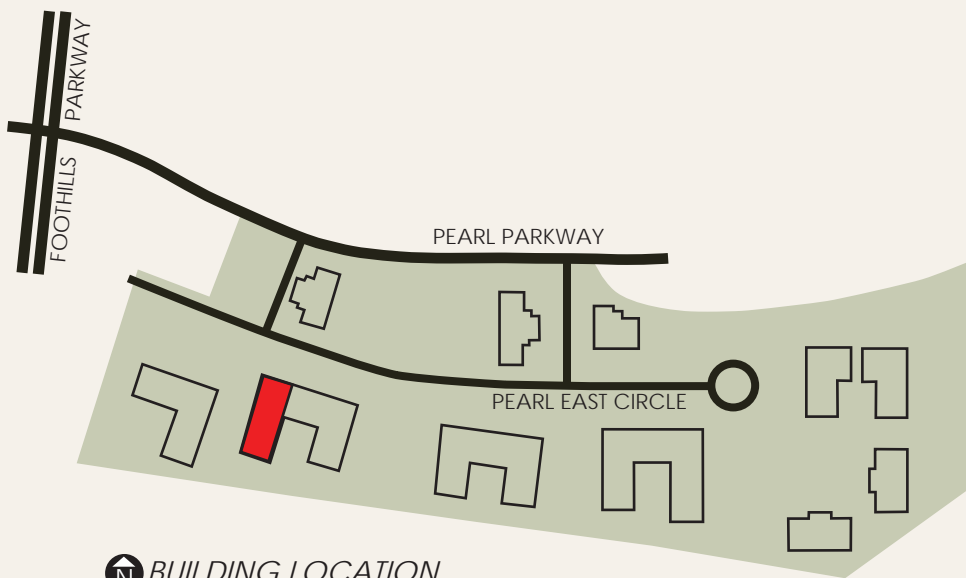 FOOTHILLS PARKWAY
PEARL PARKWAY
PEARL EAST CIRCLE
N BUILDING LOCATION